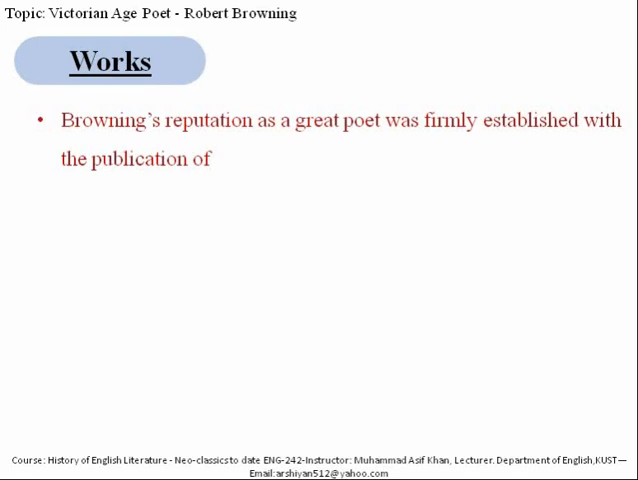 Topic: Victorian Age Poet - Robert Browning
Works
• Browning's reputation as a great poet was firmly established with
the publication of
Course: History of English Literature - Neo-classics to date ENG-242-Instructor: Muhammad Asif Khan, Lecturer. Department of English,KUST—
Email:arshiyan512@yahoo.com